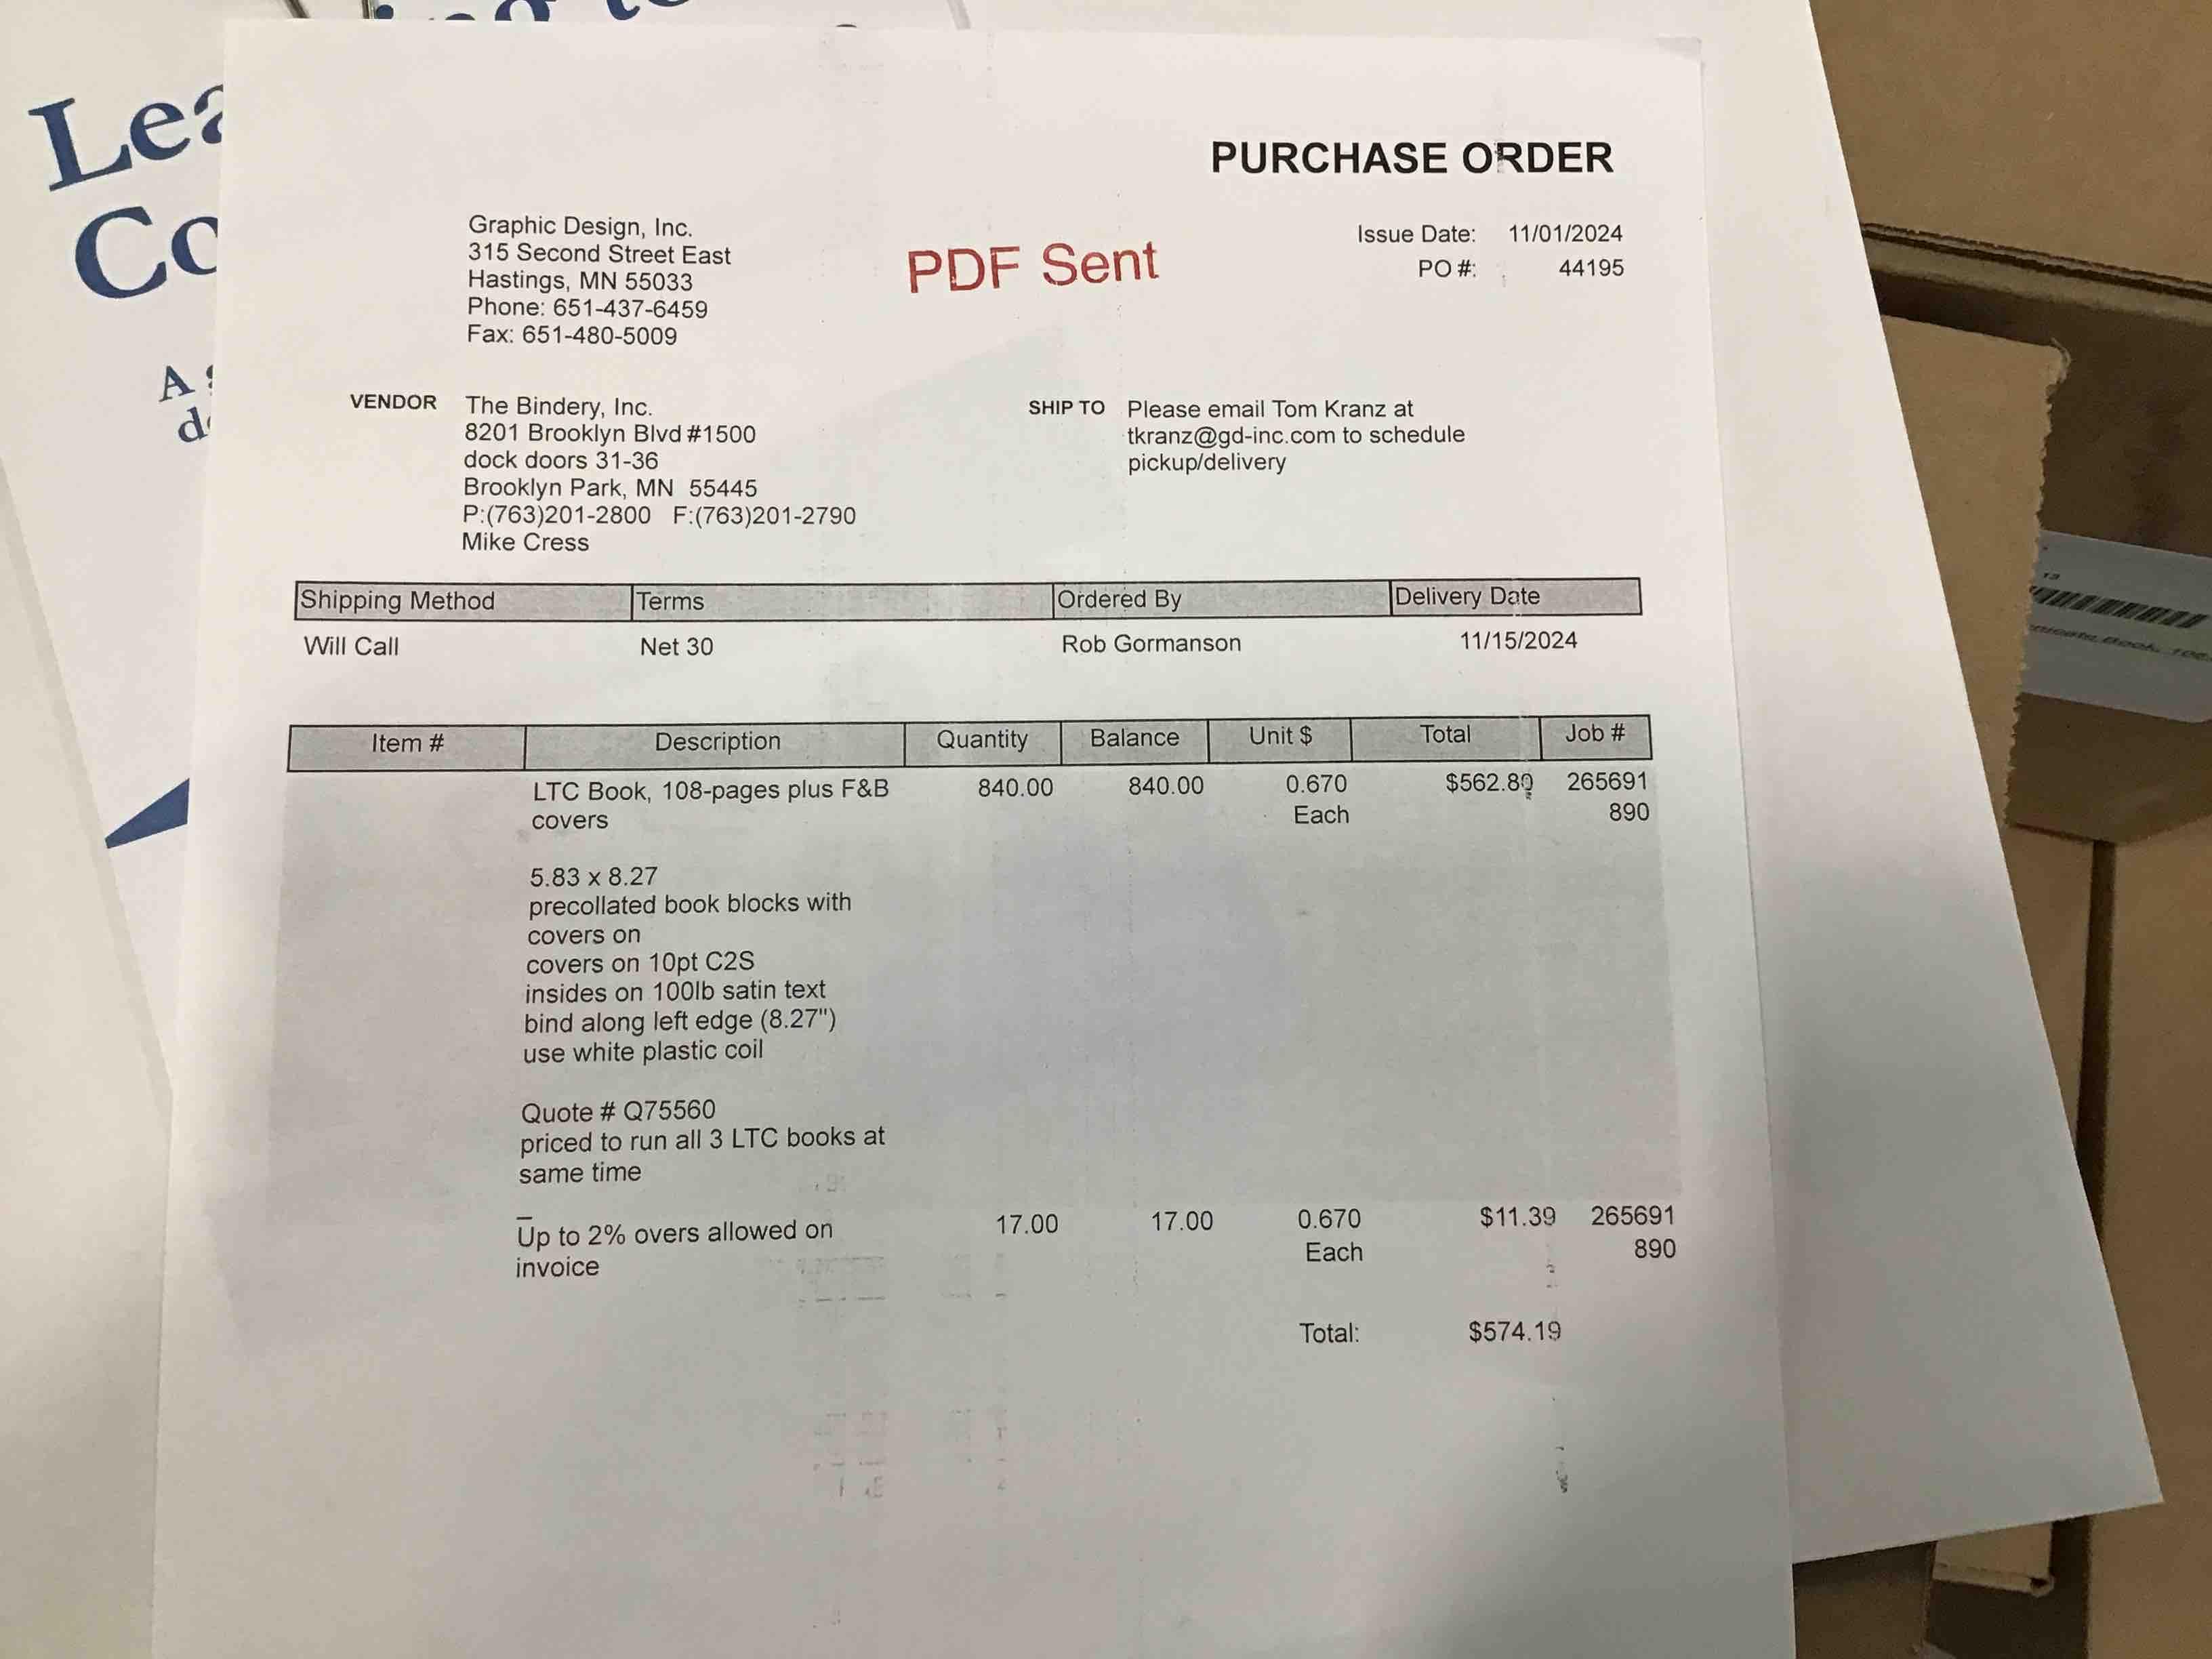 Lea
Co
A
PURCHASE ORDER
Graphic Design, Inc.
315 Second Street East
Hastings, MN 55033
Phone: 651-437-6459
Fax: 651-480-5009
PDF Sent
Issue Date: 11/01/2024
PO #: 44195
VENDOR The Bindery, Inc.
8201 Brooklyn Blvd #1500
dock doors 31-36
Brooklyn Park, MN 55445
P:(763)201-2800 F:(763)201-2790
Mike Cress
SHIP TO Please email Tom Kranz at
tkranz@gd-inc.com to schedule
pickup/delivery
Shipping Method Terms Ordered By Delivery Date
Will Call Net 30 Rob Gormanson 11/15/2024
Item # Description Quantity Balance Unit $ Total Job #
LTC Book, 108-pages plus F&B 840.00 840.00 0.670 $562.80 265691
covers Each 890
5.83 x 8.27
precollated book blocks with
covers on
covers on 10pt C2S
insides on 100lb satin text
bind along left edge (8.27")
use white plastic coil
Quote # Q75560
priced to run all 3 LTC books at
same time
_
Up to 2% overs allowed on 17.00 17.00 0.670 $11.39 265691
invoice Each 890
Total: $574.19